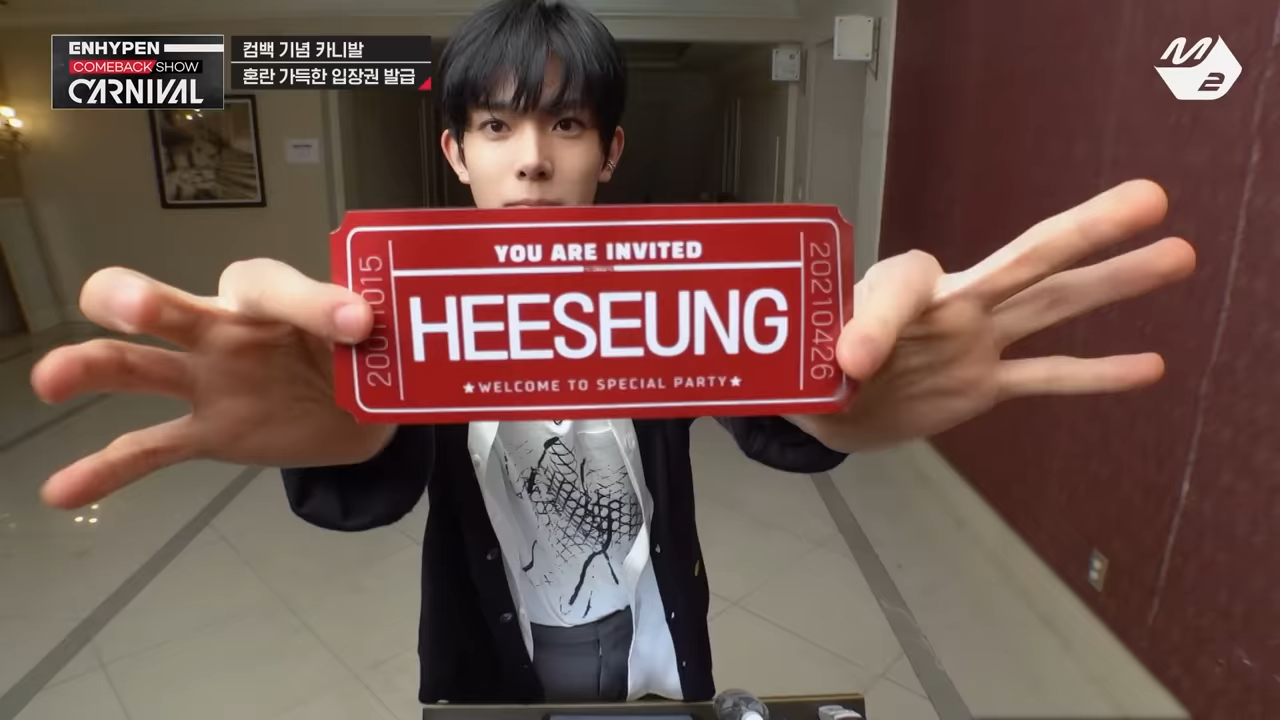 ENHYPEN
COMEBACK SHOW
CARNIVAL
컴백 기념 카니발
혼란 가득한 입장권 발급
M2
YOU ARE INVITED
HEESEUNG
★WELCOME TO SPECIAL PARTY★
20210426